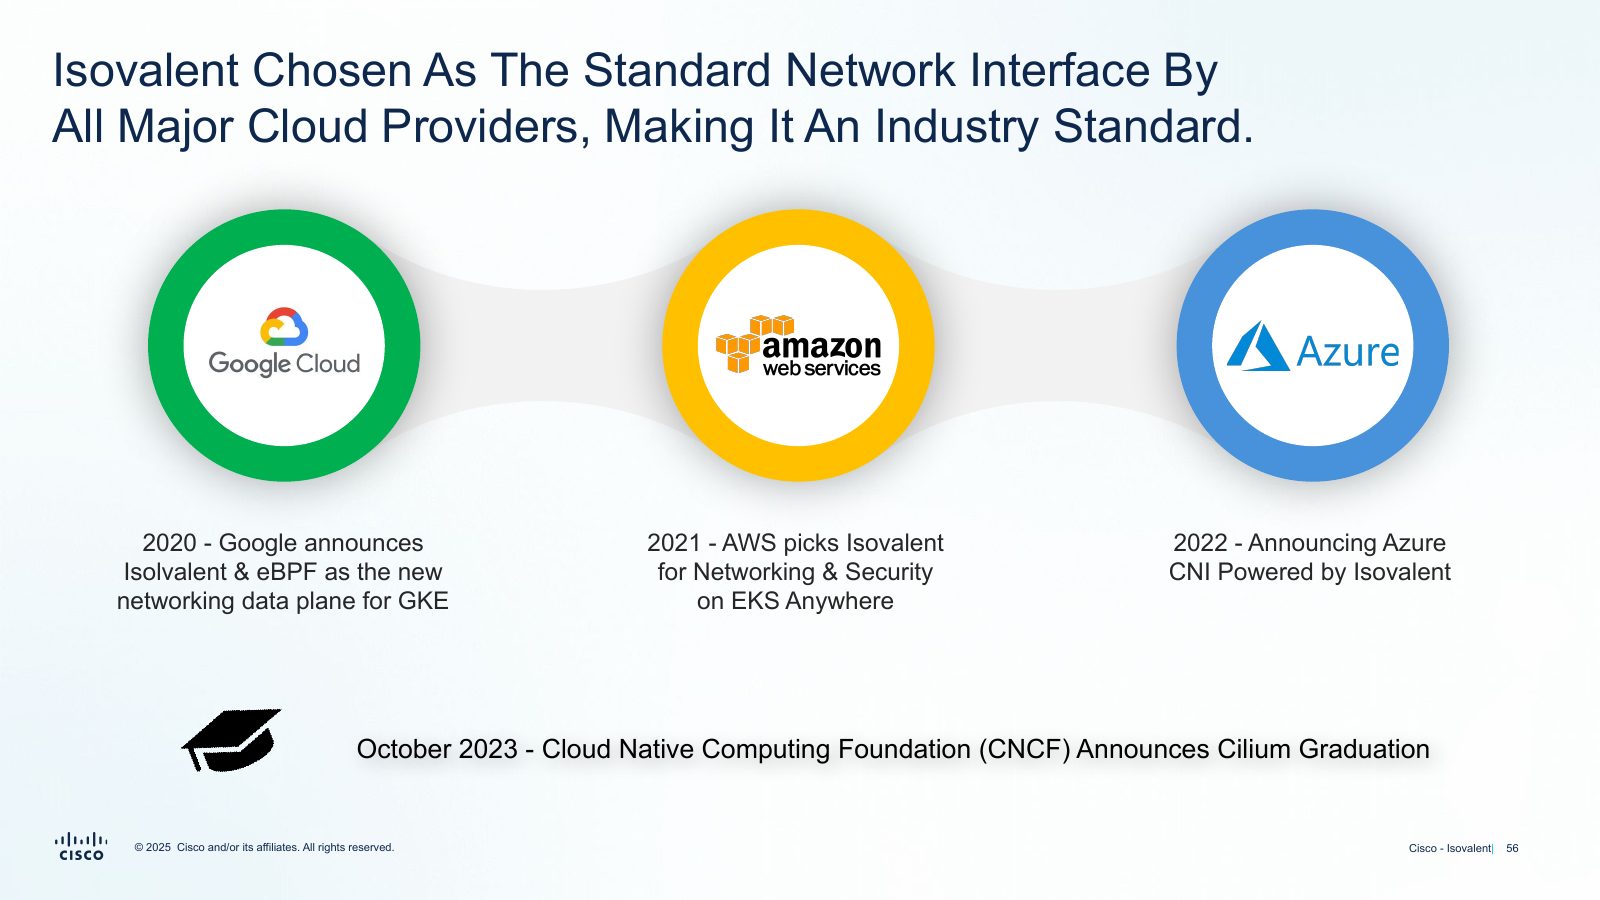 Isovalent Chosen As The Standard Network Interface By
All Major Cloud Providers, Making It An Industry Standard.
Google Cloud
amazon
web services
Azure
2020 - Google announces
Isolvalent & eBPF as the new
networking data plane for GKE
2021 - AWS picks Isovalent
for Networking & Security
on EKS Anywhere
2022 - Announcing Azure
CNI Powered by Isovalent
October 2023 - Cloud Native Computing Foundation (CNCF) Announces Cilium Graduation
CISCO
© 2025 Cisco and/or its affiliates. All rights reserved.
Cisco - Isovalent| 56